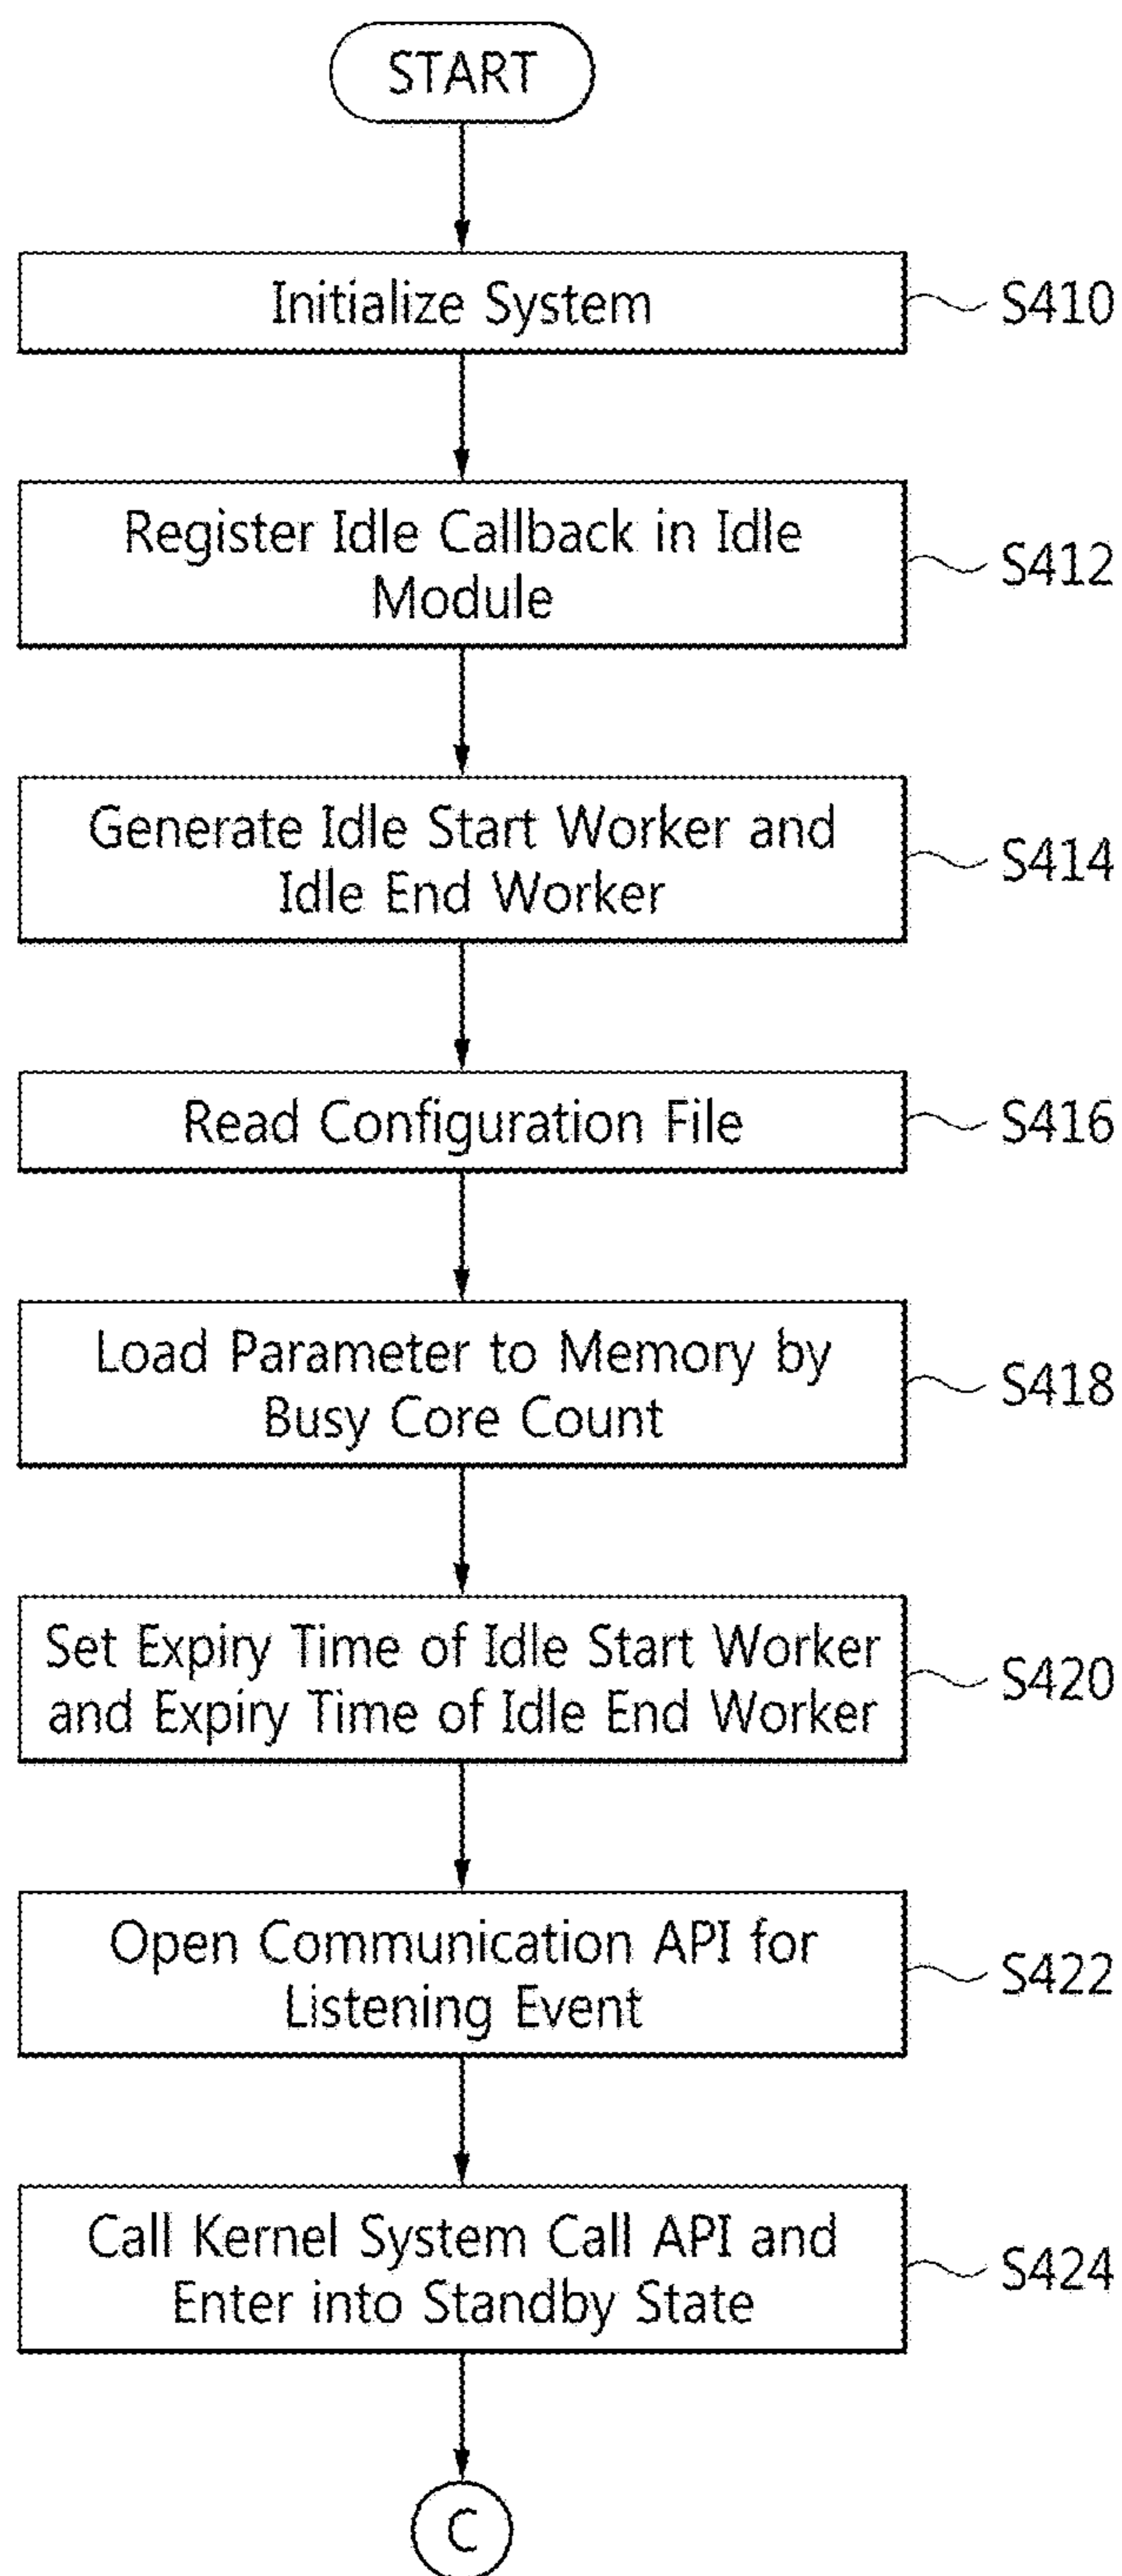 START
Initialize System
S410
Register Idle Callback in Idle
Module
S412
Generate Idle Start Worker and
Idle End Worker
S414
Read Configuration File
S416
Load Parameter to Memory by
Busy Core Count
S418
Set Expiry Time of Idle Start Worker
and Expiry Time of Idle End Worker
S420
Open Communication API for
Listening Event
S422
Call Kernel System Call API and
Enter into Standby State
S424
C